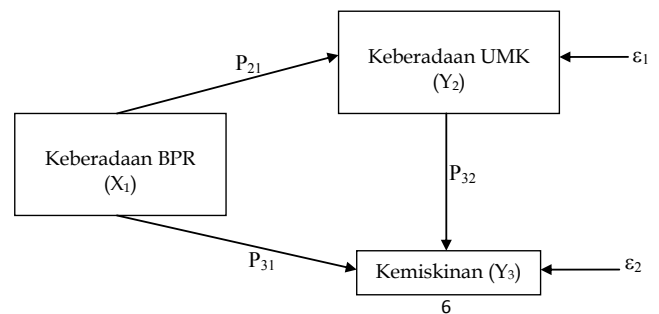 Keberadaan UMK
(Y₂)
ε₁
P₂₁
Keberadaan BPR
(X₁)
P₃₂
P₃₁
Kemiskinan (Y₃)
ε₂
6